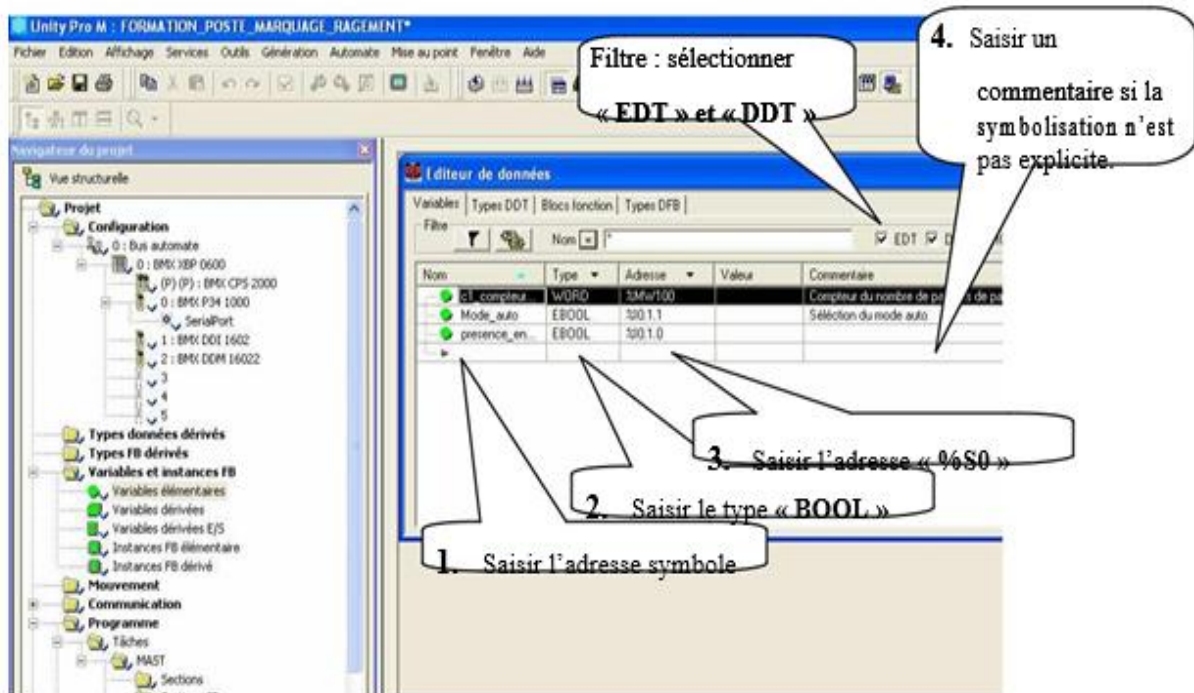 Unity Pro M : FORMATION_POSTE_MARQUAGE_RAGEMENT*
Fichier Edition Affichage Services Outils Génération Automate Mise au point Fenêtre Aide
Filtre : sélectionner
« EDT » et « DDT »
4. Saisir un
commentaire si la
symbolisation n'est
pas explicite.
Navigateur du projet
Vue structurelle
Projet
Configuration
0 : Bus automate
0 : BMX XBP 0600
(P) (P) : BMX CPS 2000
0 : BMX P34 1000
SerialPort
1 : BMX DDI 1602
2 : BMX DDM 16022
3
4
5
Types données dérivés
Types FB dérivés
Variables et instances FB
Variables élémentaires
Variables dérivées
Variables dérivées E/S
Instances FB élémentaire
Instances FB dérivé
Mouvement
Communication
Programme
Tâches
MAST
Sections
Editeur de données
Variables Types DDT Blocs fonction Types DFB
Filtre
Nom * EDT
Nom Type Adresse Valeur Commentaire
c1_compteur... WORD %MW100 Compteur du nombre de
Mode_auto EBOOL %I0.1.1 Séléction du mode auto
presence_en... EBOOL %I0.1.0
3. Saisir l'adresse « %S0 »
2. Saisir le type « BOOL »
1. Saisir l'adresse symbole